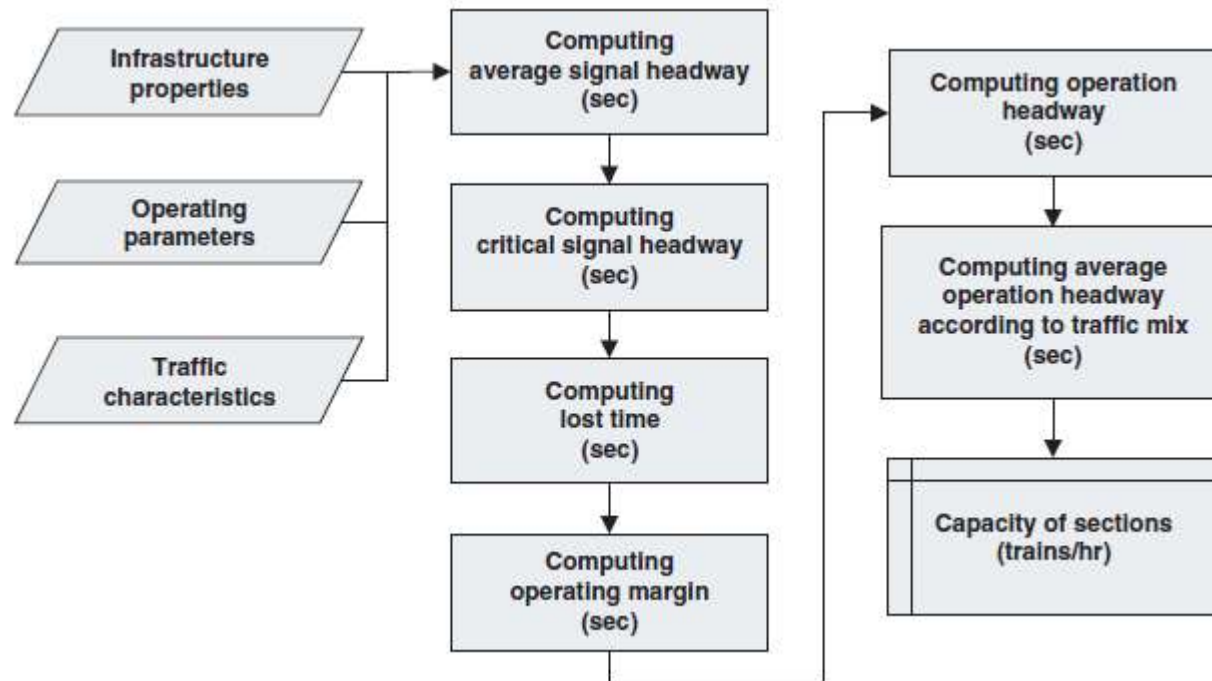 Infrastructure
properties
Operating
parameters
Traffic
characteristics
Computing
average signal headway
(sec)
Computing
critical signal headway
(sec)
Computing
lost time
(sec)
Computing
operating margin
(sec)
Computing operation
headway
(sec)
Computing average
operation headway
according to traffic mix
(sec)
Capacity of sections
(trains/hr)